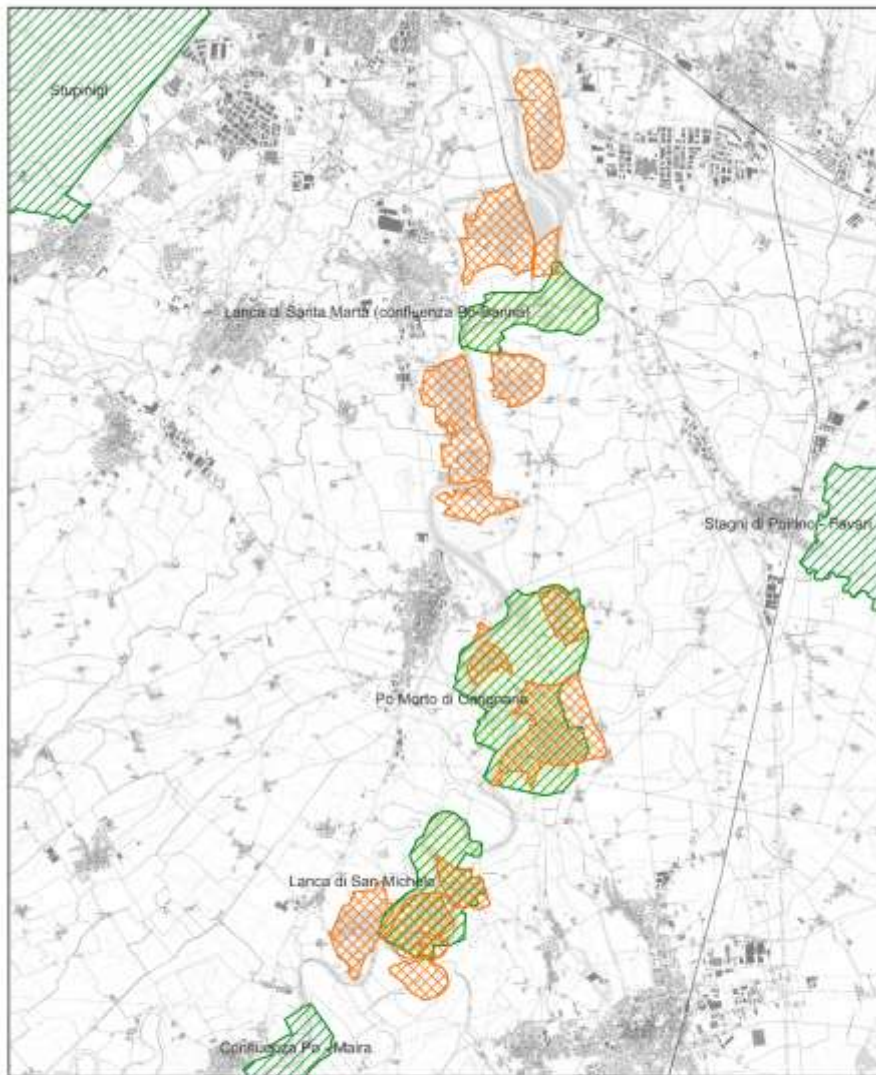 Stupinigi
Lanca di Santa Marta (confluenza Po-Banna)
Stagni di Poirino - Favari
Po Morto di Carignano
Lanca di San Michele
Confluenza Po - Maira